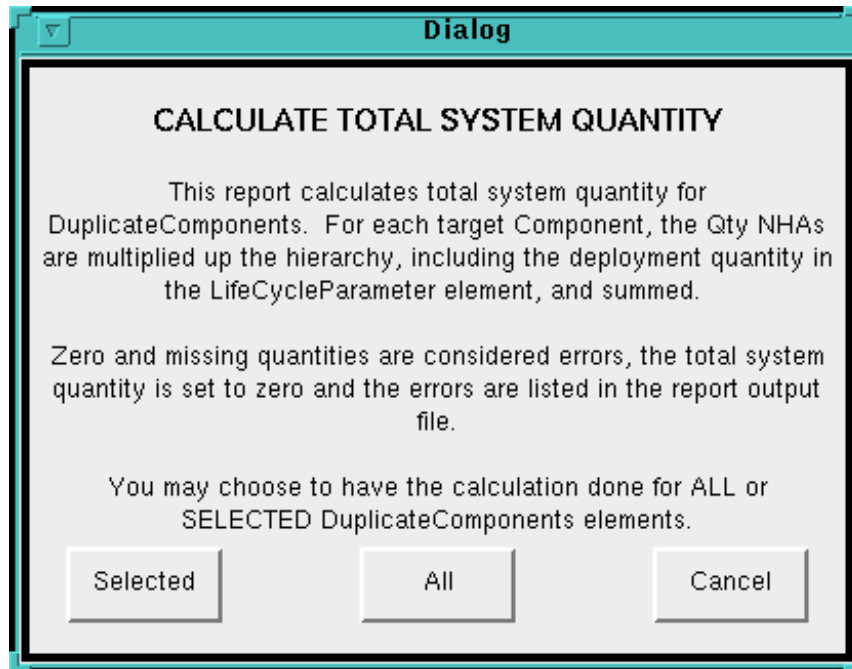 Dialog
CALCULATE TOTAL SYSTEM QUANTITY
This report calculates total system quantity for
DuplicateComponents.  For each target Component, the Qty NHAs
are multiplied up the hierarchy, including the deployment quantity in
the LifeCycleParameter element, and summed.
Zero and missing quantities are considered errors, the total system
quantity is set to zero and the errors are listed in the report output
file.
You may choose to have the calculation done for ALL or
SELECTED DuplicateComponents elements.
Selected All Cancel